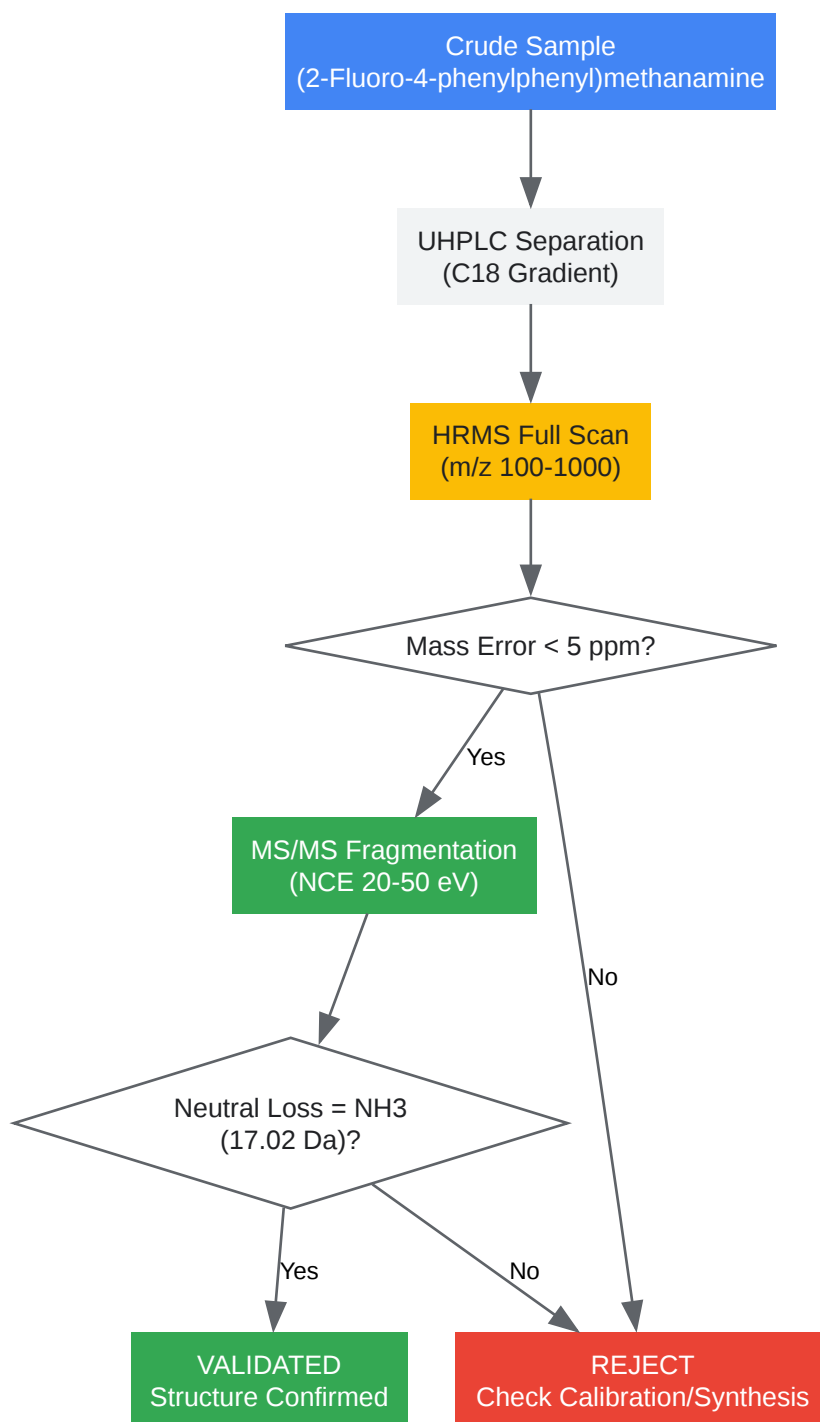 Crude Sample
(2-Fluoro-4-phenylphenyl)methanamine
UHPLC Separation
(C18 Gradient)
HRMS Full Scan
(m/z 100-1000)
Mass Error < 5 ppm?
Yes
MS/MS Fragmentation
(NCE 20-50 eV)
No
Neutral Loss = NH3
(17.02 Da)?
Yes
No
VALIDATED
Structure Confirmed
REJECT
Check Calibration/Synthesis